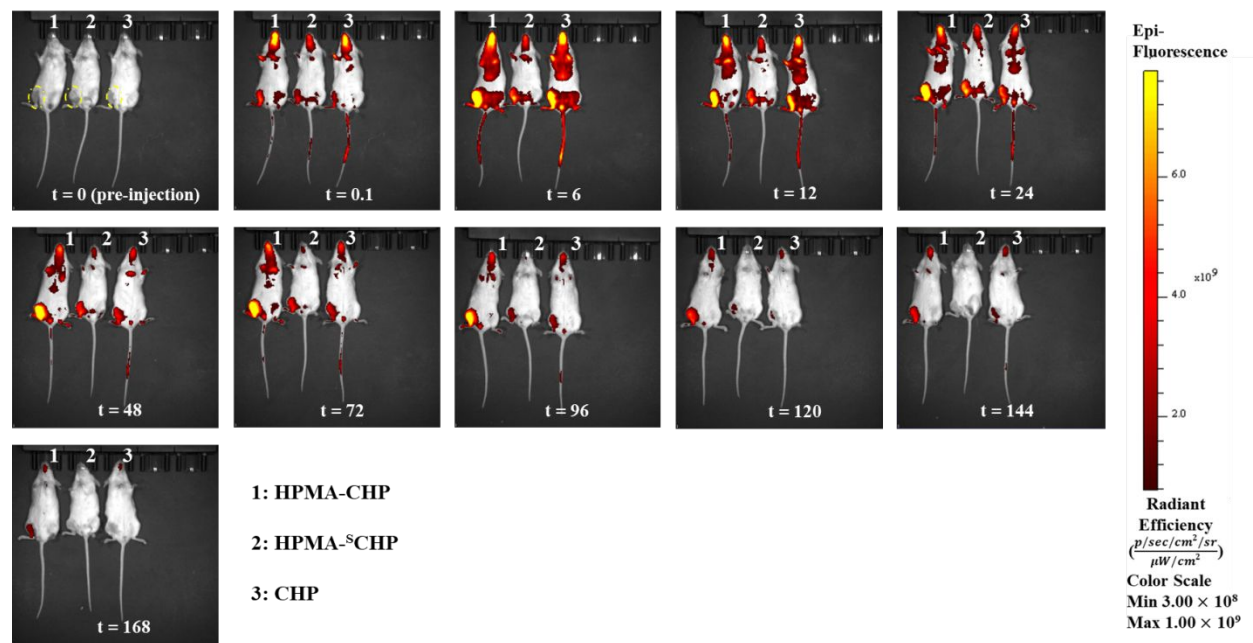 1 2 3
t = 0 (pre-injection)
1 2 3
t = 0.1
1 2 3
t = 6
1 2 3
t = 12
1 2 3
t = 24
1 2 3
t = 48
1 2 3
t = 72
1 2 3
t = 96
1 2 3
t = 120
1 2 3
t = 144
1 2 3
t = 168
1: HPMA-CHP
2: HPMA-ˢCHP
3: CHP
Epi-
Fluorescence
6.0
x10⁹
4.0
2.0
Radiant
Efficiency
(p/sec/cm²/sr
µW/cm²)
Color Scale
Min 3.00 × 10⁸
Max 1.00 × 10⁹